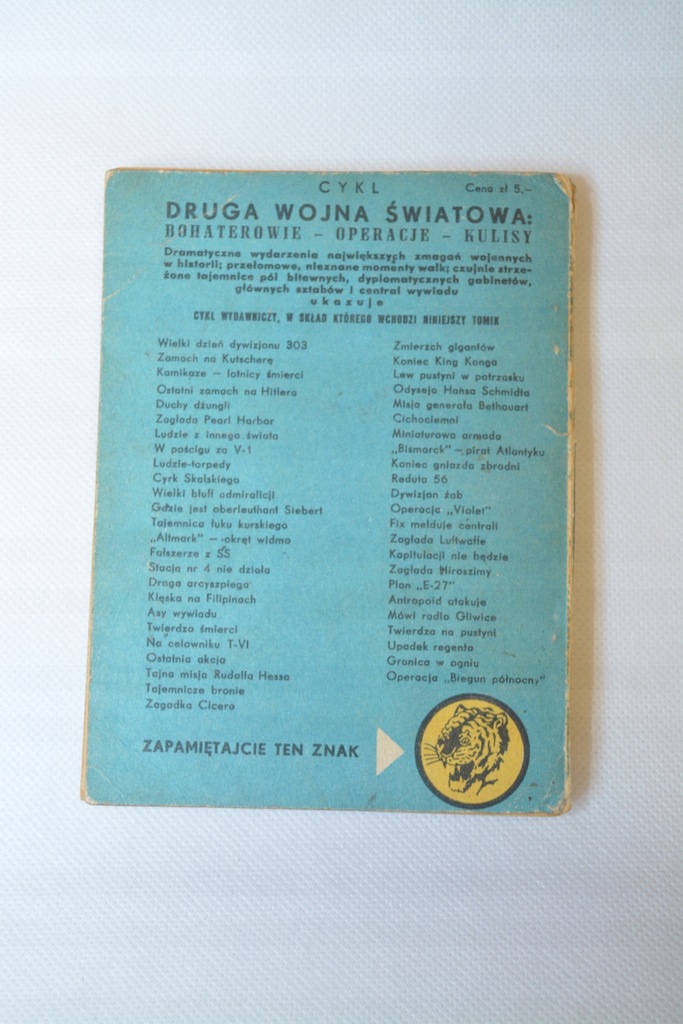 CYKL
Cena zł 5.–
DRUGA WOJNA ŚWIATOWA:
BOHATEROWIE – OPERACJE – KULISY
Dramatyczne wydarzenia największych zmagań wojennych
w historii; przełomowe, nieznane momenty walk; czujnie strze-
żone tajemnice pól bitewnych, dyplomatycznych gabinetów,
głównych sztabów i central wywiadu
ukazuje
CYKL WYDAWNICZY, W SKŁAD KTÓREGO WCHODZI NINIEJSZY TOMIK
Wielki dzień dywizjonu 303
Zamach na Kutscherę
Kamikaze – lotnicy śmierci
Ostatni zamach na Hitlera
Duchy dżungli
Zagłada Pearl Harbor
Ludzie z innego świata
W pościgu za V-1
Ludzie-torpedy
Cyrk Skalskiego
Wielki bluff admiralicji
Gdzie jest oberleuthant Siebert
Tajemnica łuku kurskiego
„Altmark" – okręt widmo
Fałszerze z SS
Stacja nr 4 nie działa
Droga arcyszpiega
Klęska na Filipinach
Asy wywiadu
Twierdza śmierci
Na celowniku T-VI
Ostatnia akcja
Tajna misja Rudolfa Hessa
Tajemnicze bronie
Zagadka Cicero
Zmierzch gigantów
Koniec King Konga
Lew pustyni w potrzasku
Odyseja Hansa Schmidta
Misja generała Bethouart
Cichociemni
Miniaturowa armada
„Bismarck" – pirat Atlantyku
Koniec gniazda zbrodni
Reduta 56
Dywizjon żab
Operacja „Violet"
Fix melduje centrali
Zagłada Luftwaffe
Kapitulacji nie będzie
Zagłada Hiroszimy
Plan „E-27"
Antropoid atakuje
Mówi radio Gliwice
Twierdza na pustyni
Upadek regenta
Granica w ogniu
Operacja „Biegun północny"
ZAPAMIĘTAJCIE TEN ZNAK